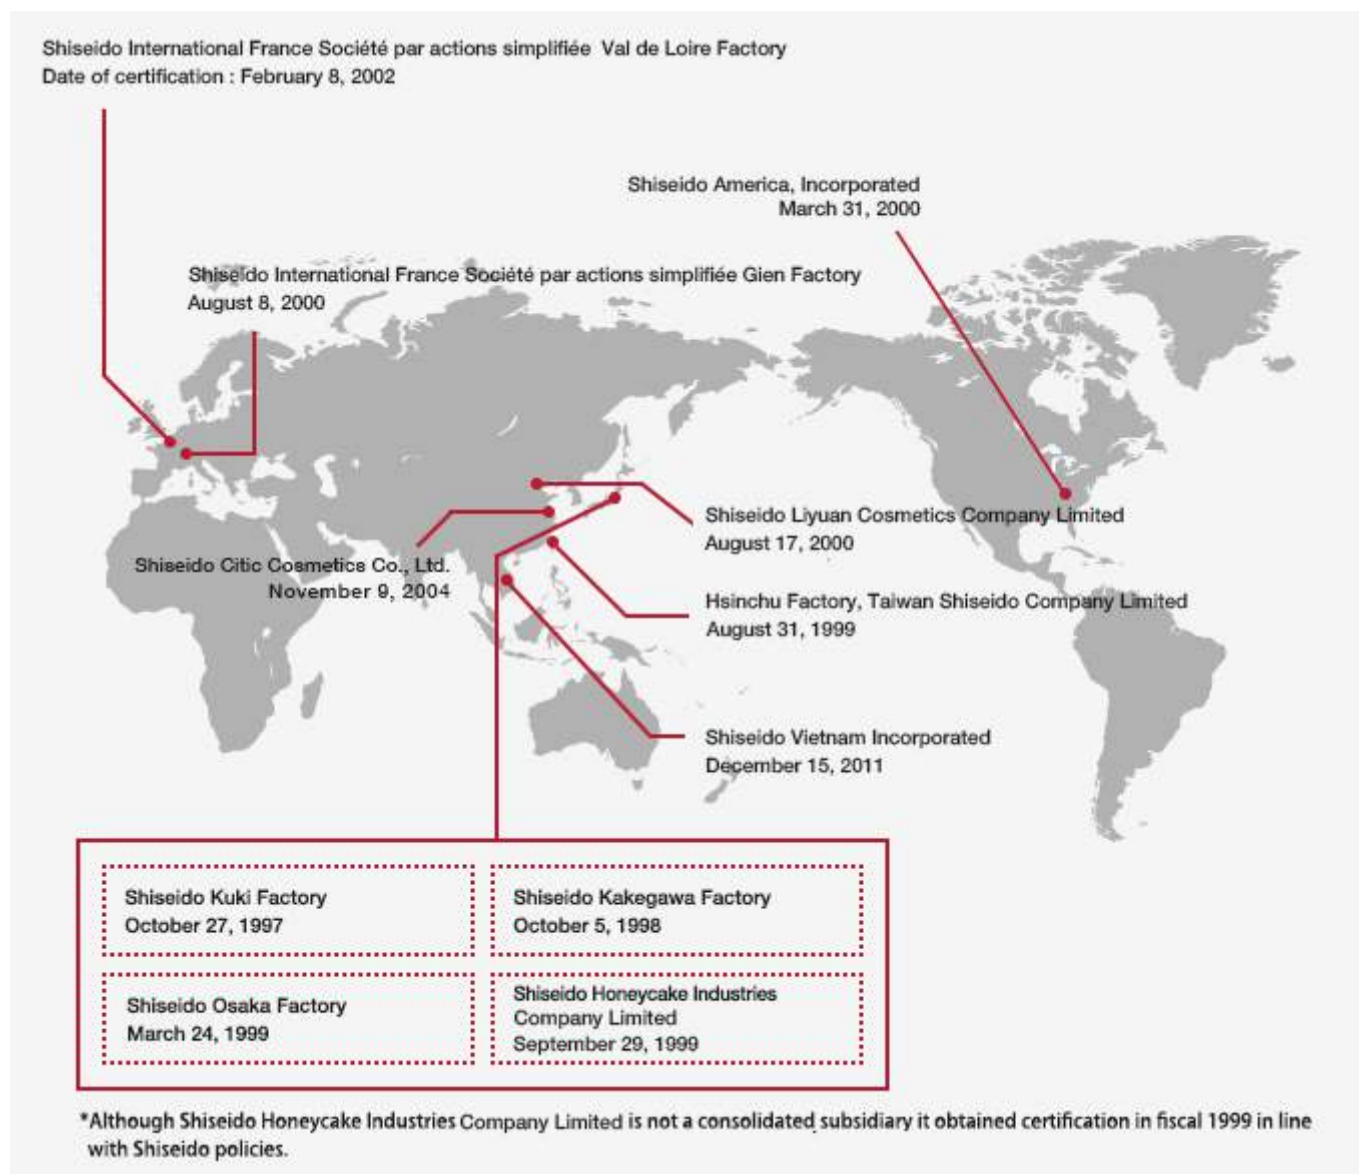 Shiseido International France Société par actions simplifiée Val de Loire Factory
Date of certification : February 8, 2002
Shiseido America, Incorporated
March 31, 2000
Shiseido International France Société par actions simplifiée Gien Factory
August 8, 2000
Shiseido Liyuan Cosmetics Company Limited
August 17, 2000
Shiseido Citic Cosmetics Co., Ltd.
November 9, 2004
Hsinchu Factory, Taiwan Shiseido Company Limited
August 31, 1999
Shiseido Vietnam Incorporated
December 15, 2011
Shiseido Kuki Factory
October 27, 1997
Shiseido Kakegawa Factory
October 5, 1998
Shiseido Osaka Factory
March 24, 1999
Shiseido Honeycake Industries
Company Limited
September 29, 1999
*Although Shiseido Honeycake Industries Company Limited is not a consolidated subsidiary it obtained certification in fiscal 1999 in line
with Shiseido policies.